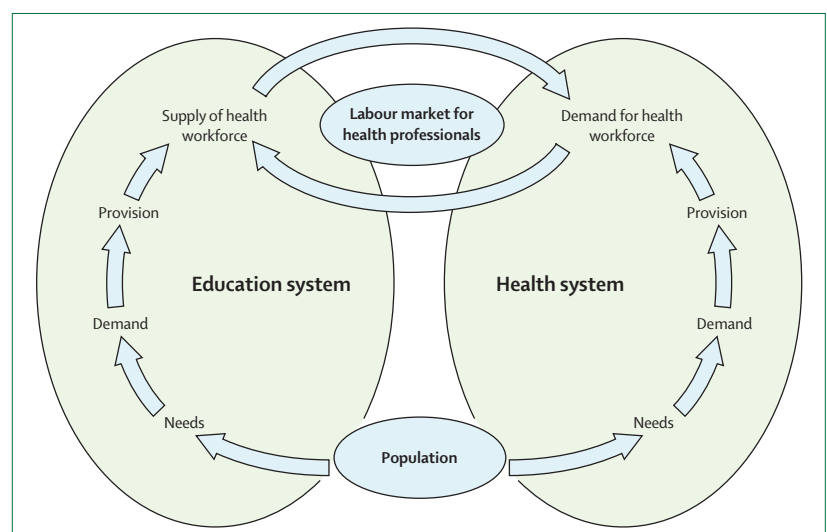 Supply of health
workforce
Labour market for
health professionals
Demand for health
workforce
Provision
Provision
Education system
Health system
Demand
Demand
Needs
Needs
Population